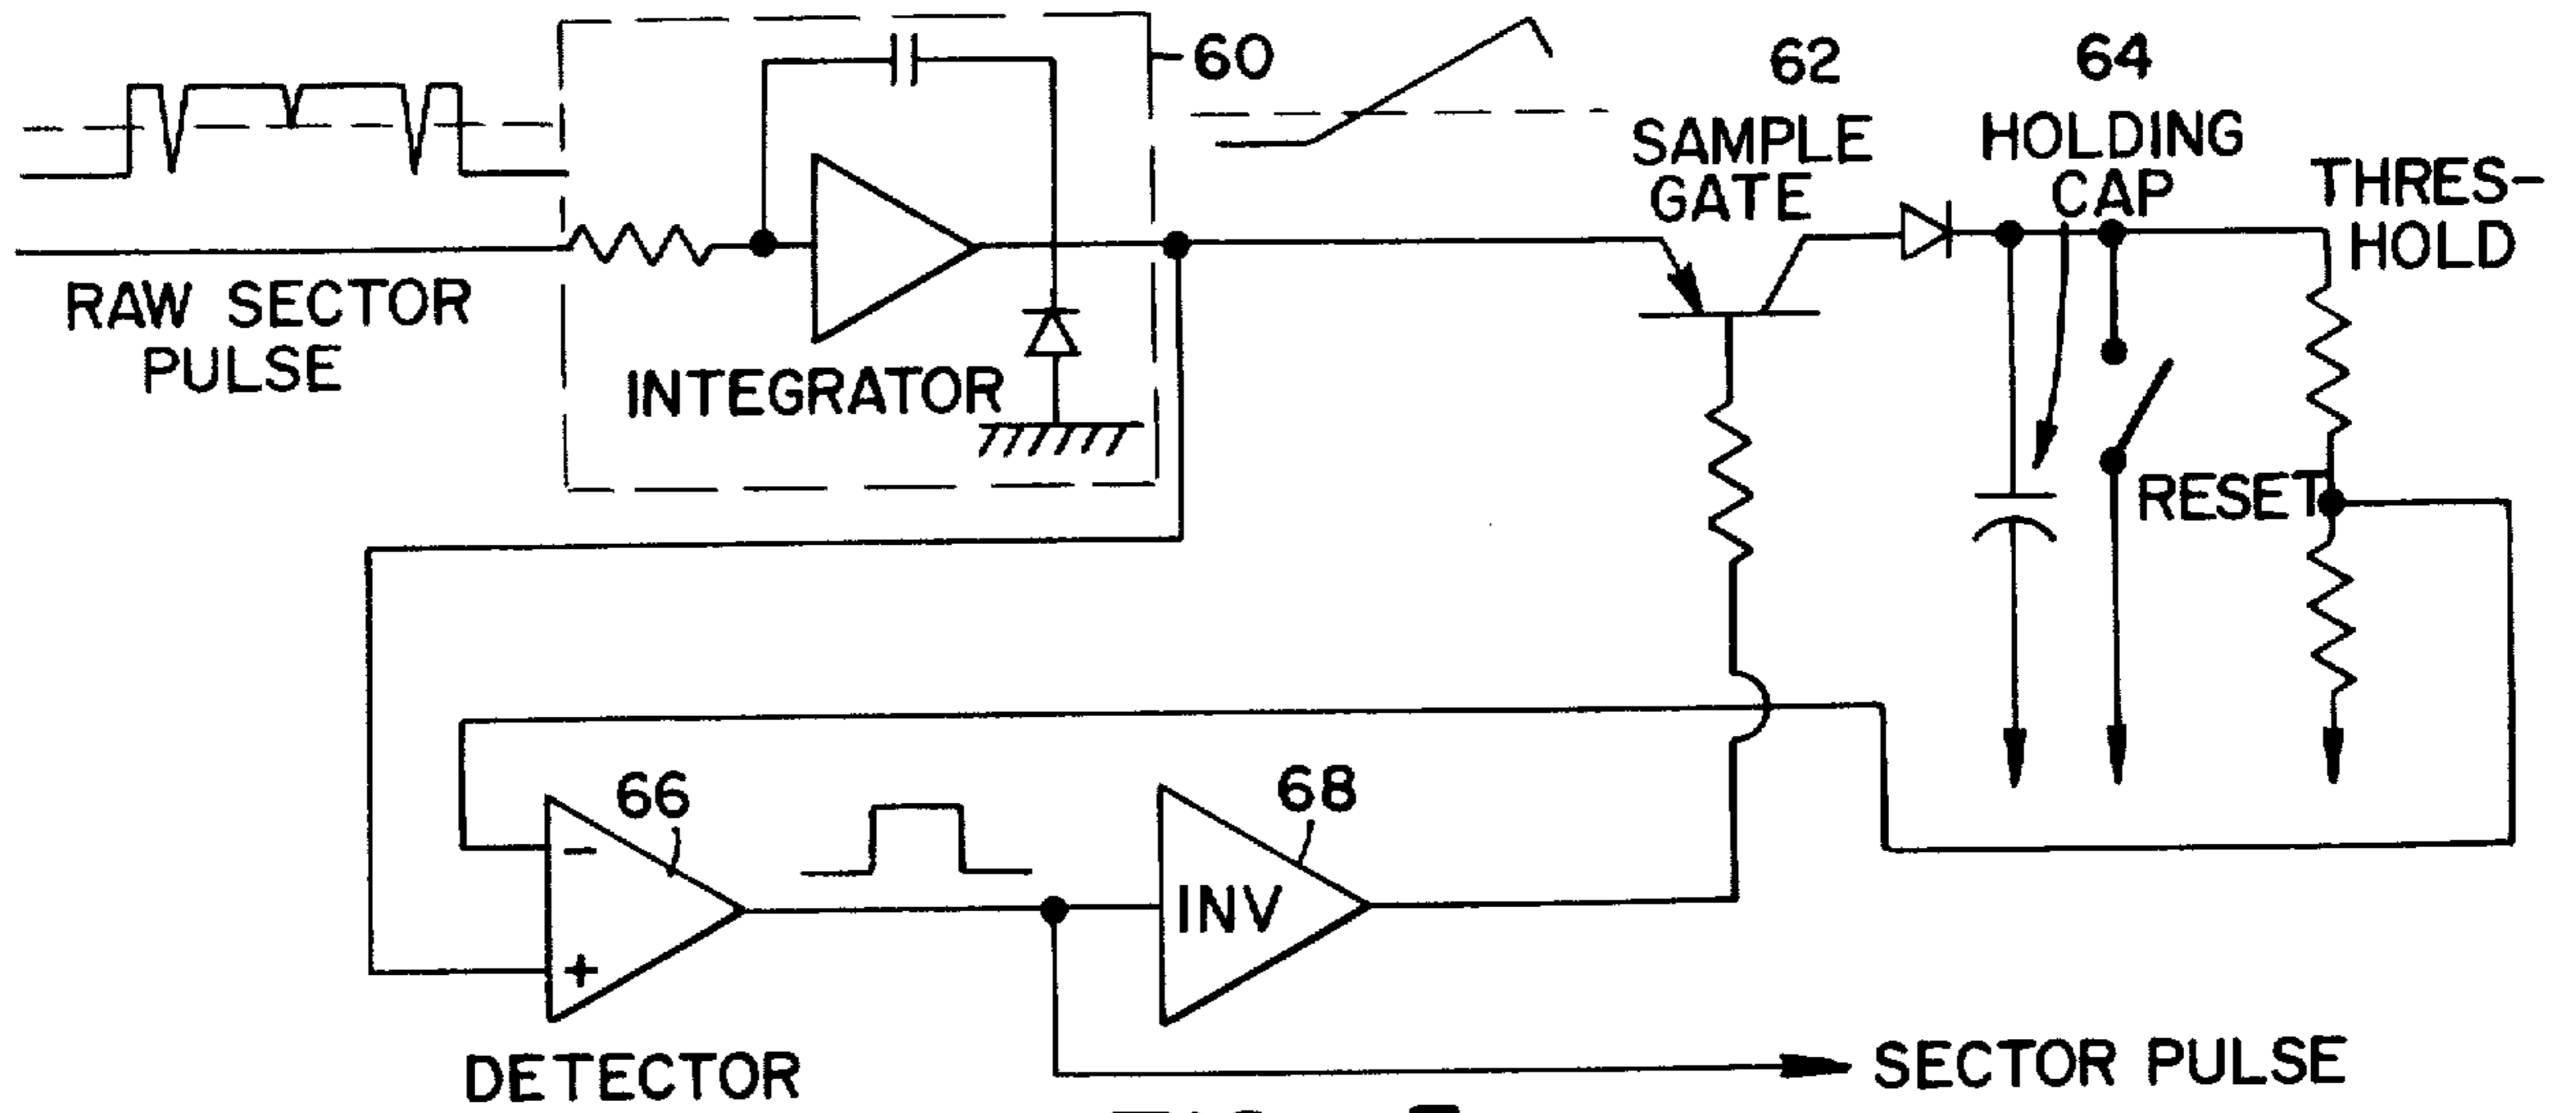 60
62
64
SAMPLE
GATE
HOLDING
CAP
THRES-
HOLD
RAW SECTOR
PULSE
INTEGRATOR
RESET
66
68
-
+
INV
DETECTOR
SECTOR PULSE